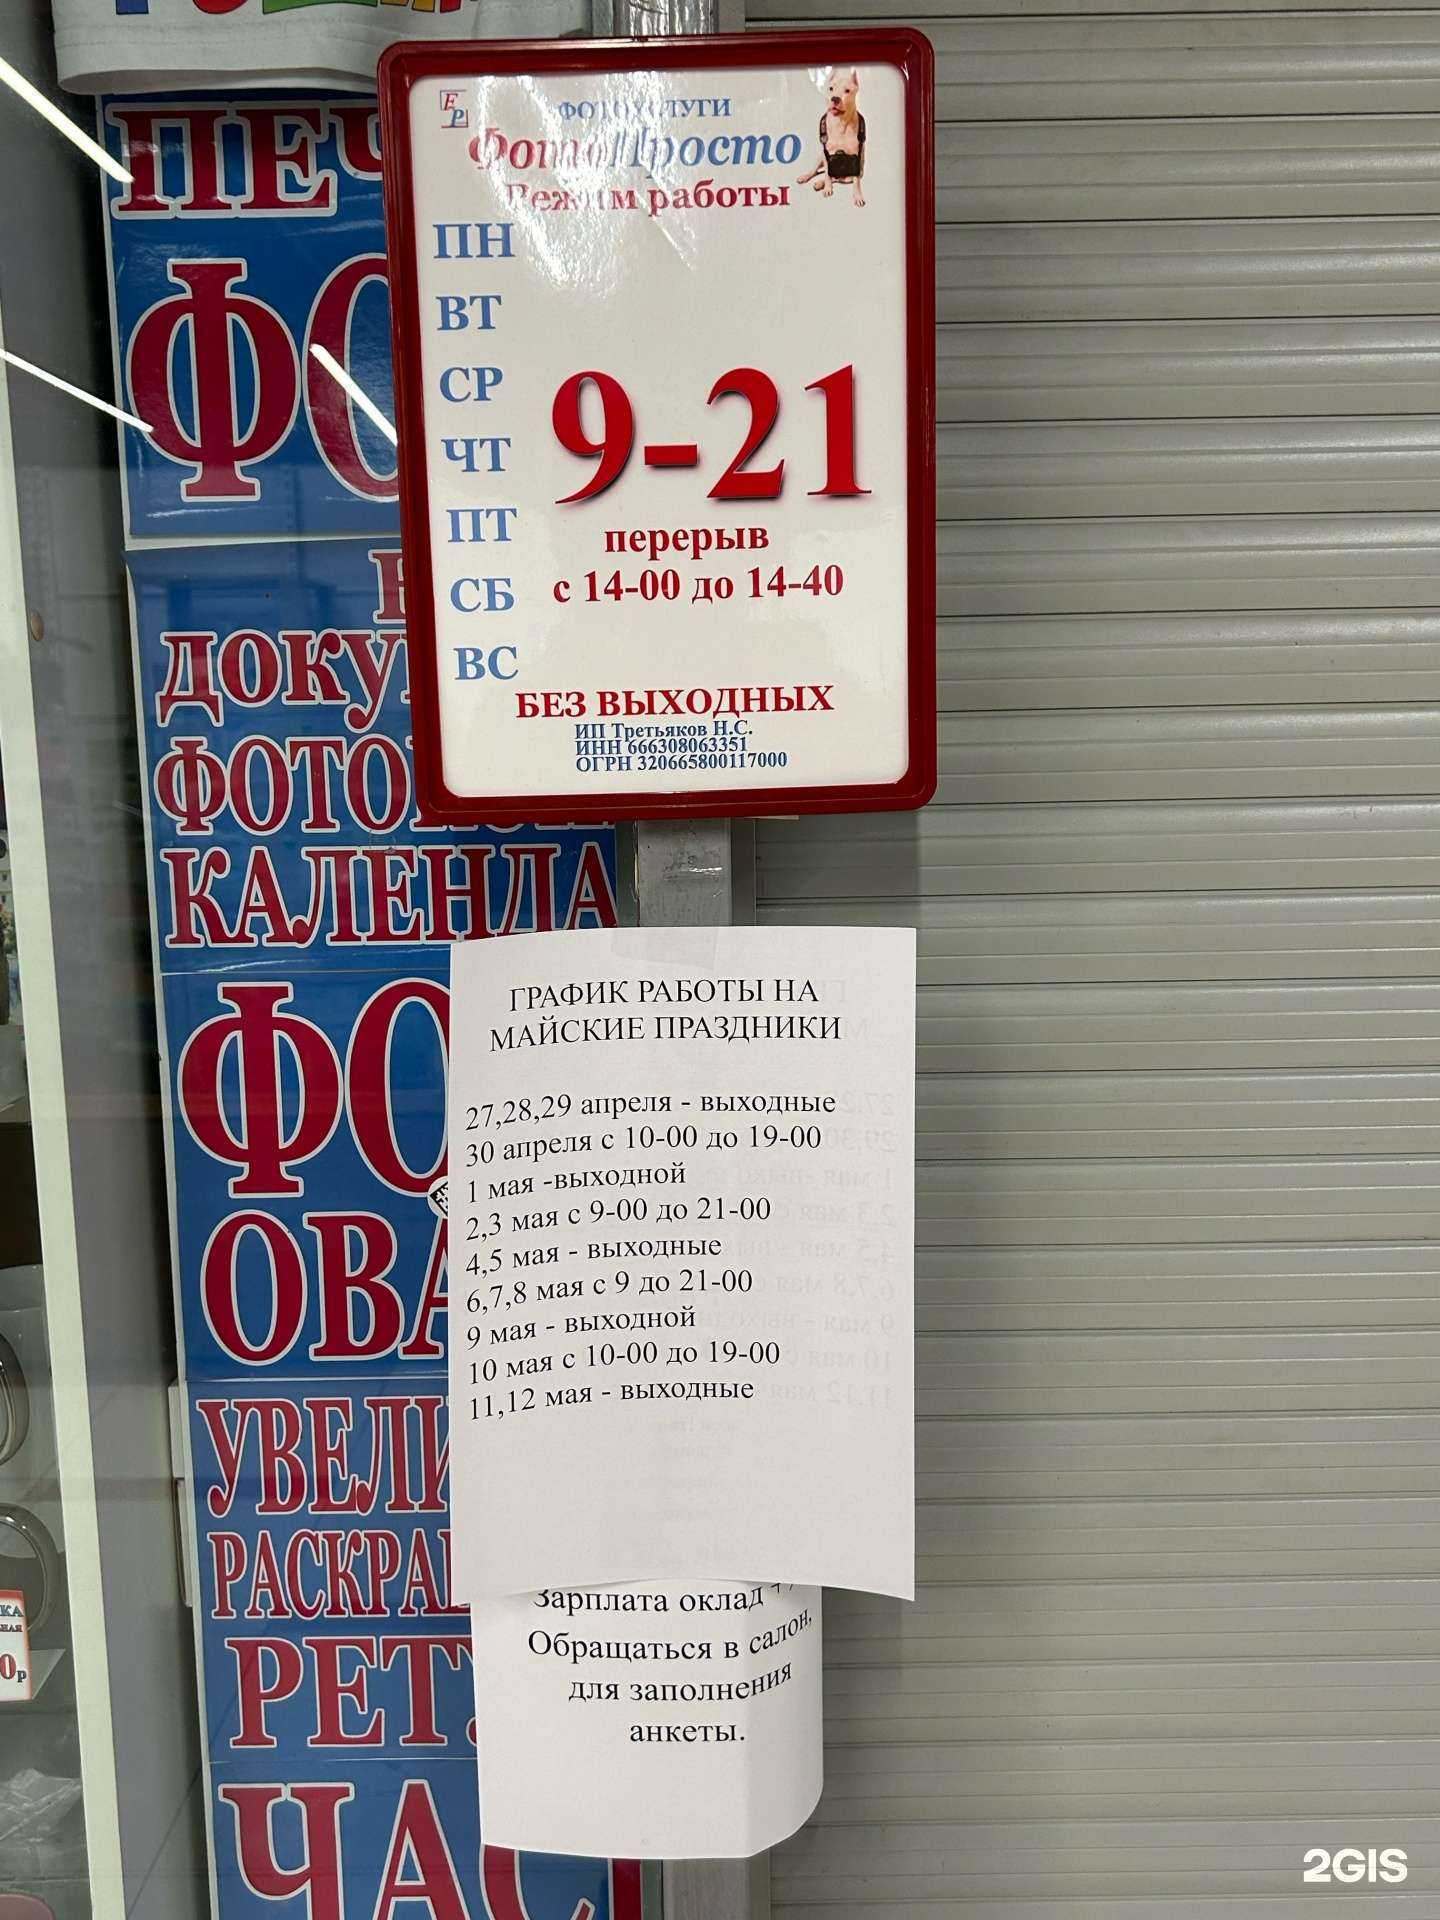 ПЕЧ
ФО
ДОКУ
ФОТО
КАЛЕНДА
ФО
ОВА
УВЕЛИ
РАСКРА
РЕТ
ЧАС
FP
ФОТОУСЛУГИ
ФотоПросто
Режим работы
ПН
ВТ
СР
ЧТ
ПТ
СБ
ВС
9-21
перерыв
с 14-00 до 14-40
БЕЗ ВЫХОДНЫХ
ИП Третьяков Н.С.
ИНН 666308063351
ОГРН 320665800117000
ГРАФИК РАБОТЫ НА
МАЙСКИЕ ПРАЗДНИКИ
27,28,29 апреля - выходные
30 апреля с 10-00 до 19-00
1 мая -выходной
2,3 мая с 9-00 до 21-00
4,5 мая - выходные
6,7,8 мая с 9 до 21-00
9 мая - выходной
10 мая с 10-00 до 19-00
11,12 мая - выходные
Зарплата оклад +
Обращаться в салон,
для заполнения
анкеты.
2GIS